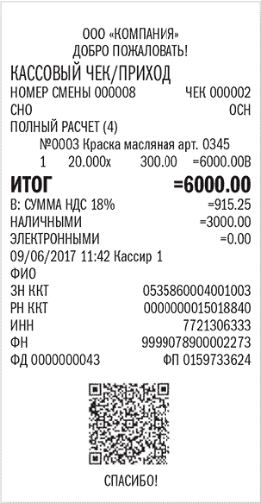 ООО «КОМПАНИЯ»
ДОБРО ПОЖАЛОВАТЬ!
КАССОВЫЙ ЧЕК/ПРИХОД
НОМЕР СМЕНЫ 000008 ЧЕК 000002
СНО ОСН
ПОЛНЫЙ РАСЧЕТ (4)
№0003 Краска масляная арт. 0345
1 20.000х 300.00 =6000.00В
ИТОГ =6000.00
В: СУММА НДС 18% =915.25
НАЛИЧНЫМИ =3000.00
ЭЛЕКТРОННЫМИ =0.00
09/06/2017 11:42 Кассир 1
ФИО
ЗН ККТ 0535860004001003
РН ККТ 0000000015018840
ИНН 7721306333
ФН 9999078900002273
ФД 0000000043 ФП 0159733624
СПАСИБО!